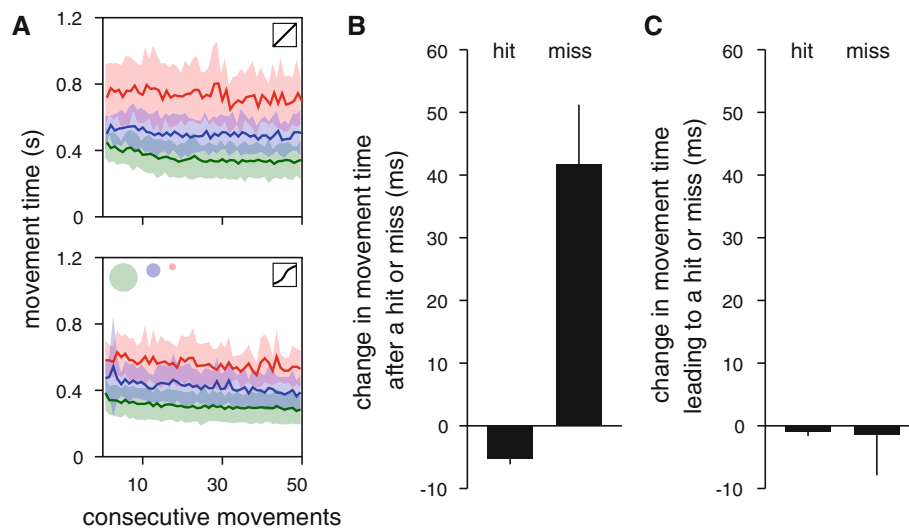 A
movement time (s)
1.2
0.8
0.4
0
1.2
0.8
0.4
0
10
30
50
consecutive movements
B
change in movement time
after a hit or miss (ms)
60
50
40
30
20
10
0
-10
hit miss
C
change in movement time
leading to a hit or miss (ms)
60
50
40
30
20
10
0
-10
hit miss